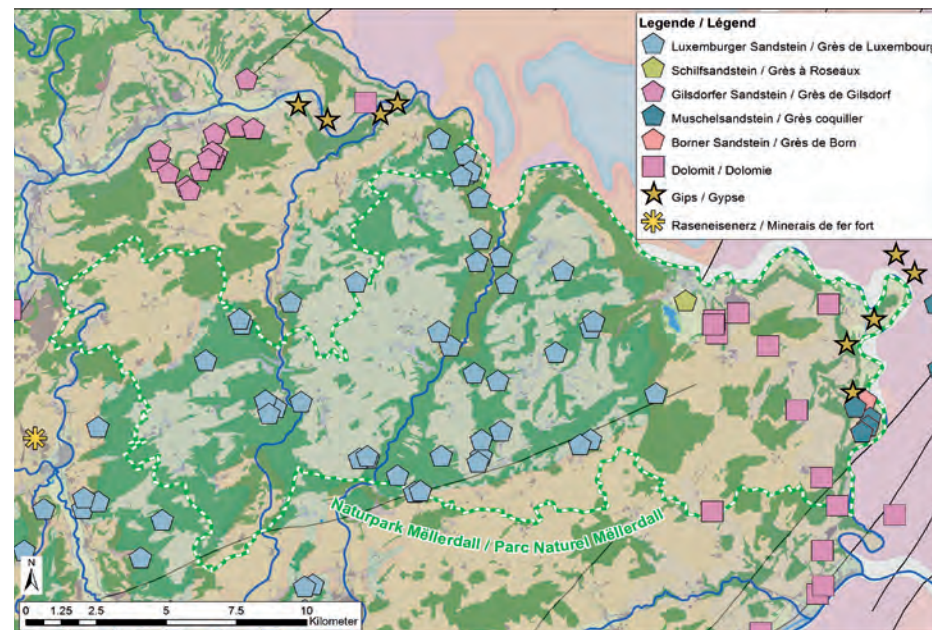 Legende / Légend
Luxemburger Sandstein / Grès de Luxembourg
Schilfsandstein / Grès à Roseaux
Gilsdorfer Sandstein / Grès de Gilsdorf
Muschelsandstein / Grès coquiller
Borner Sandstein / Grès de Born
Dolomit / Dolomie
Gips / Gypse
Raseneisenerz / Minerais de fer fort
Naturpark Mëllerdall / Parc Naturel Mëllerdall
N
0 1.25 2.5 5 7.5 10
Kilometer